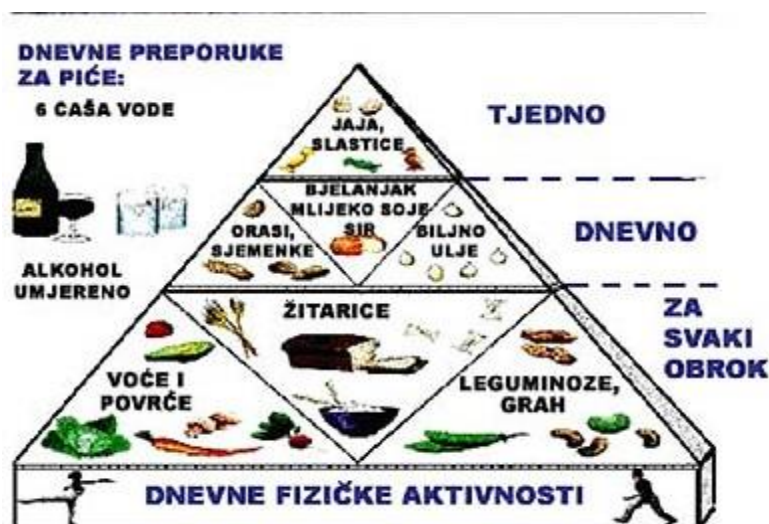 DNEVNE PREPORUKE
ZA PIĆE:
6 ČAŠA VODE
ALKOHOL
UMJERENO
JAJA,
SLASTICE
TJEDNO
BJELANJAK
MLIJEKO SOJE
SIR
ORASI,
SJEMENKE
BILJNO
ULJE
DNEVNO
ŽITARICE
VOĆE I
POVRĆE
LEGUMINOZE,
GRAH
ZA
SVAKI
OBROK
DNEVNE FIZIČKE AKTIVNOSTI